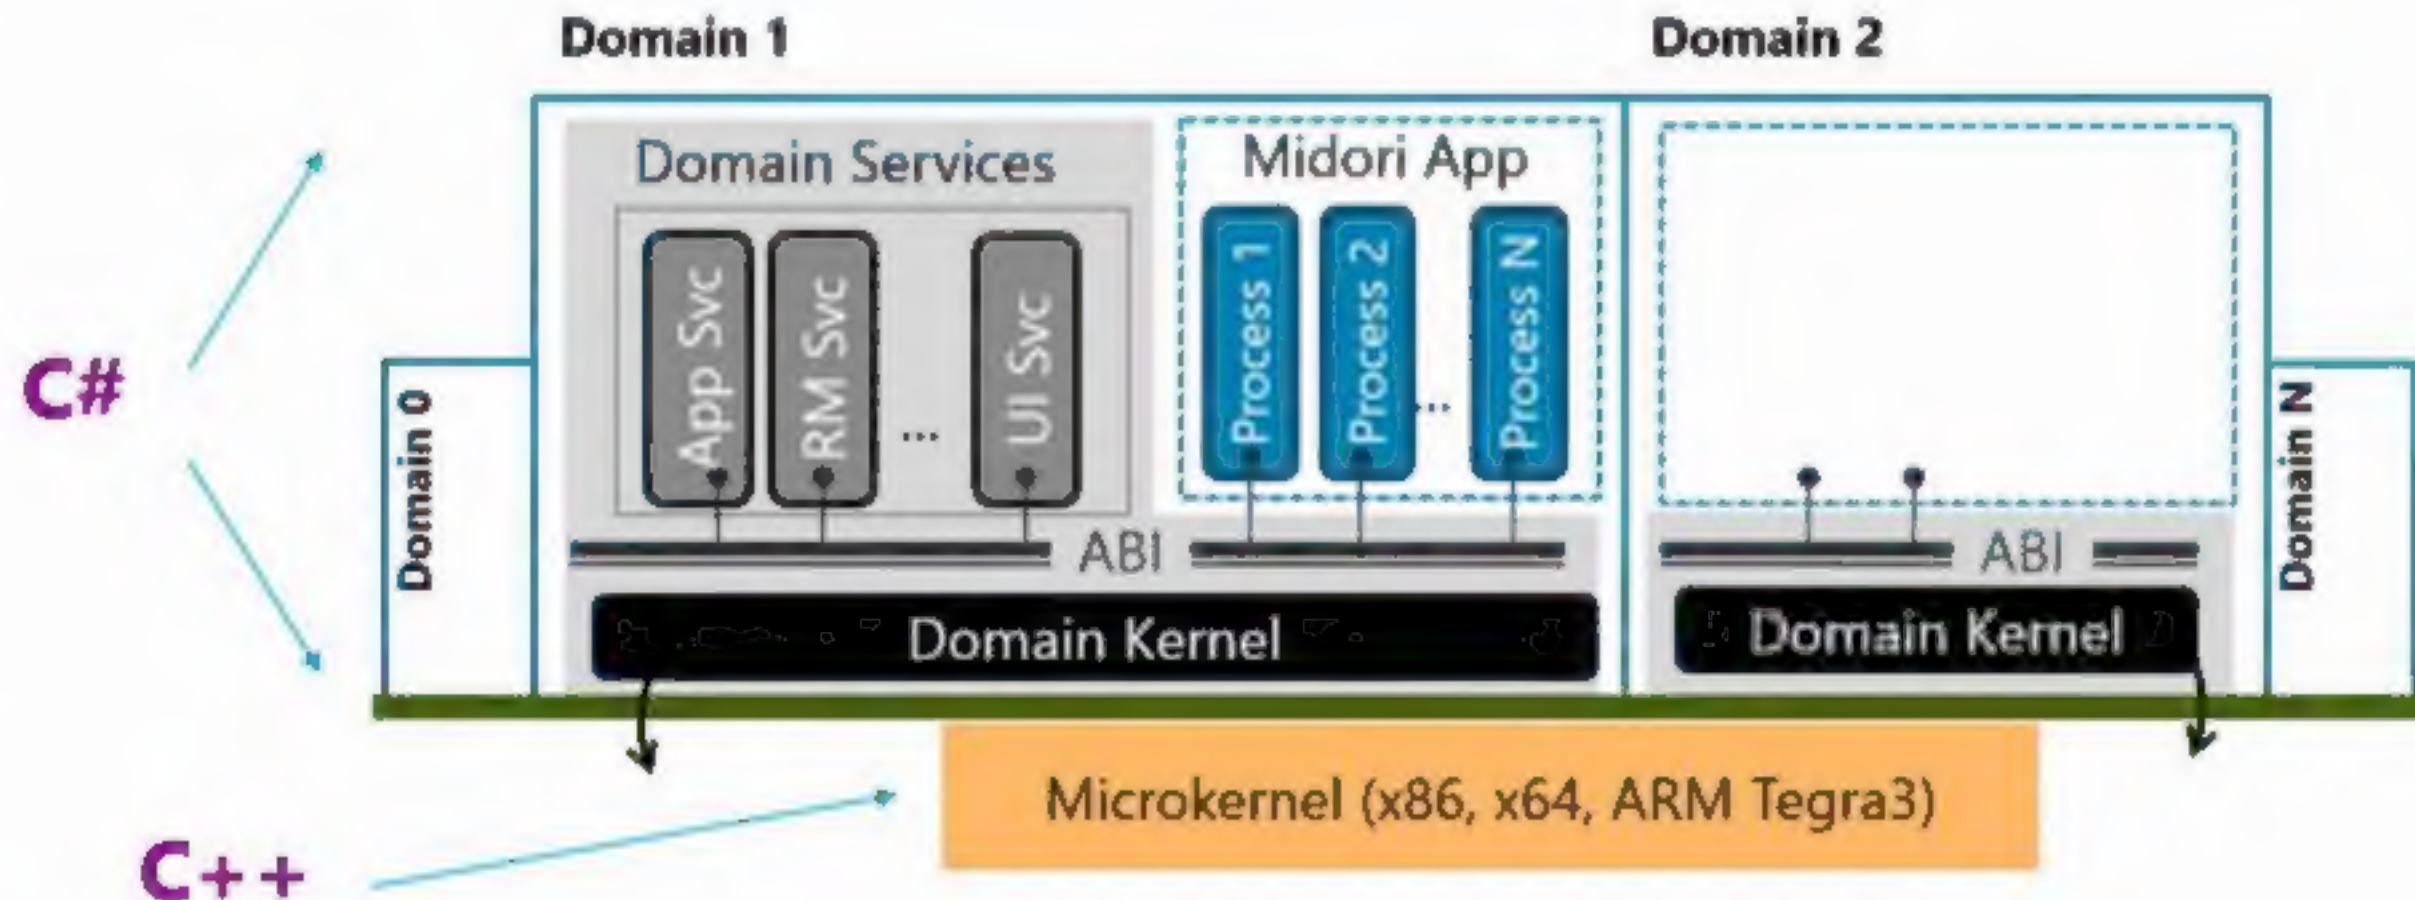 Domain 1
Domain 2
Domain Services
Midori App
App Svc
RM Svc
...
UI Svc
Process 1
Process 2
...
Process N
C#
Domain 0
Domain N
ABI
ABI
Domain Kernel
Domain Kernel
Microkernel (x86, x64, ARM Tegra3)
C++